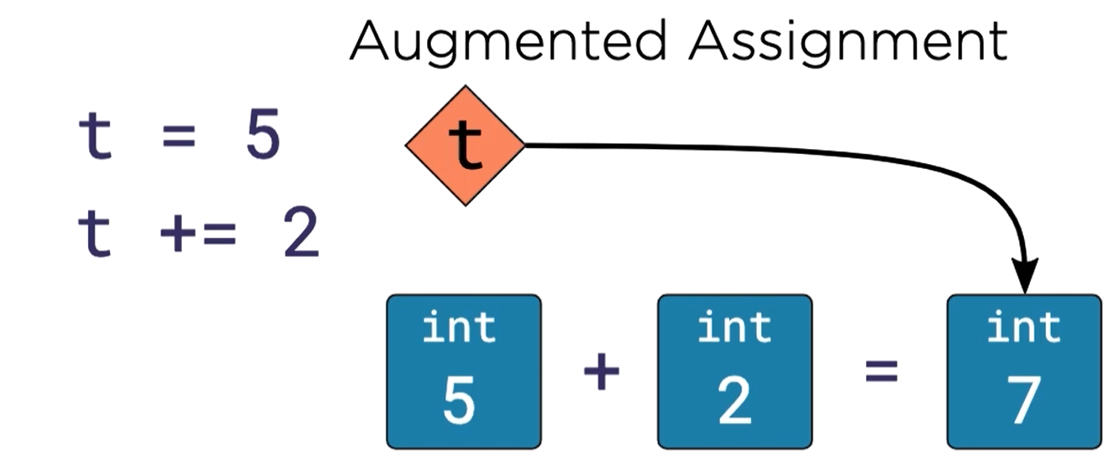 Augmented Assignment
t = 5
t += 2
t
int
5
+
int
2
=
int
7